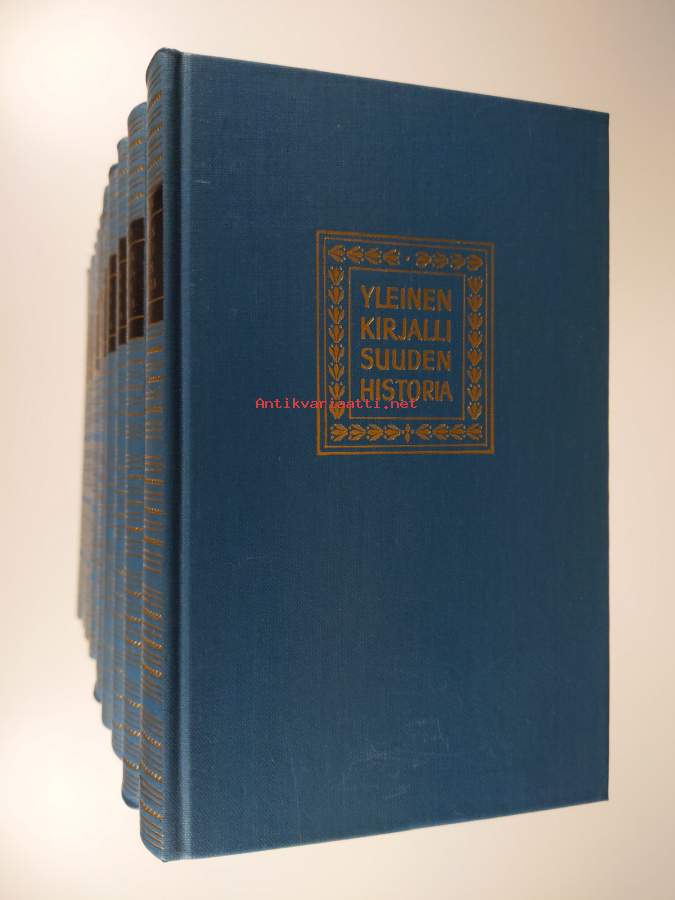 YLEINEN
KIRJALLI
SUUDEN
HISTORIA
Antikvariaatti.net